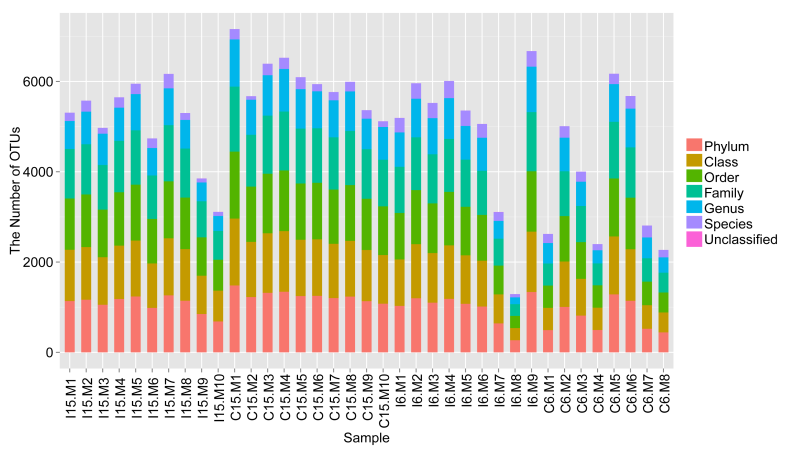 The Number of OTUs
6000
4000
2000
0
I15.M1
I15.M2
I15.M3
I15.M4
I15.M5
I15.M6
I15.M7
I15.M8
I15.M9
I15.M10
C15.M1
C15.M2
C15.M3
C15.M4
C15.M5
C15.M6
C15.M7
C15.M8
C15.M9
C15.M10
I6.M1
I6.M2
I6.M3
I6.M4
I6.M5
I6.M6
I6.M7
I6.M8
I6.M9
C6.M1
C6.M2
C6.M3
C6.M4
C6.M5
C6.M6
C6.M7
C6.M8
Sample
Phylum
Class
Order
Family
Genus
Species
Unclassified